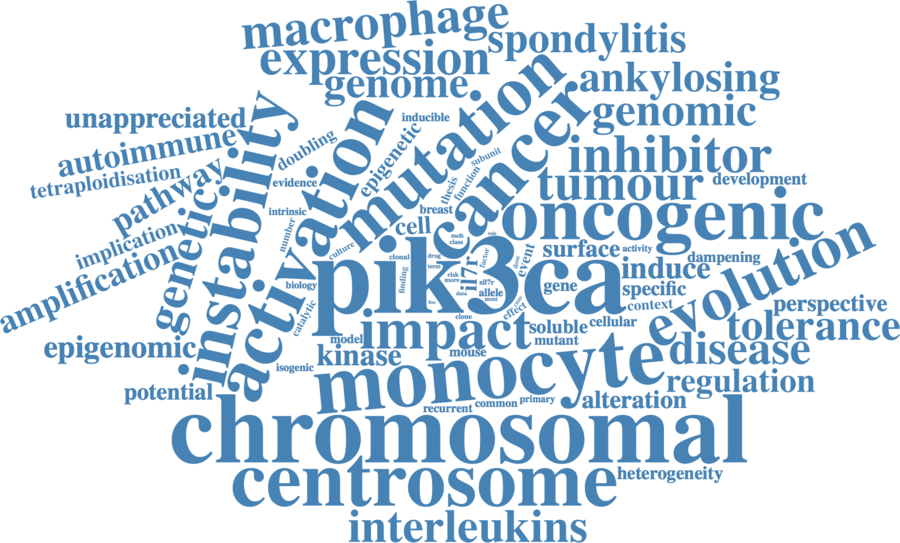 macrophage
expression
spondylitis
genome
mutation
ankylosing
cancer
genomic
unappreciated
autoimmune
tetraploidisation
pathway
instability
doubling
activation
inducible
epigenetic
evidence
subunit
function
thesis
inhibitor
tumour
development
oncogenic
implication
genetic
intrinsic
number
culture
breast
cell
class
clonal
drug
term
factor
event
surface
activity
dampening
amplification
biology
pik3ca
finding
risk
more
il7r
sil7r
allele
data
gene
induce
specific
evolution
catalytic
clone
effect
context
perspective
epigenomic
model
impact
soluble
cellular
mutant
tolerance
potential
isogenic
kinase
mouse
monocyte
disease
regulation
recurrent
common
primary
alteration
chromosomal
centrosome
heterogeneity
interleukins